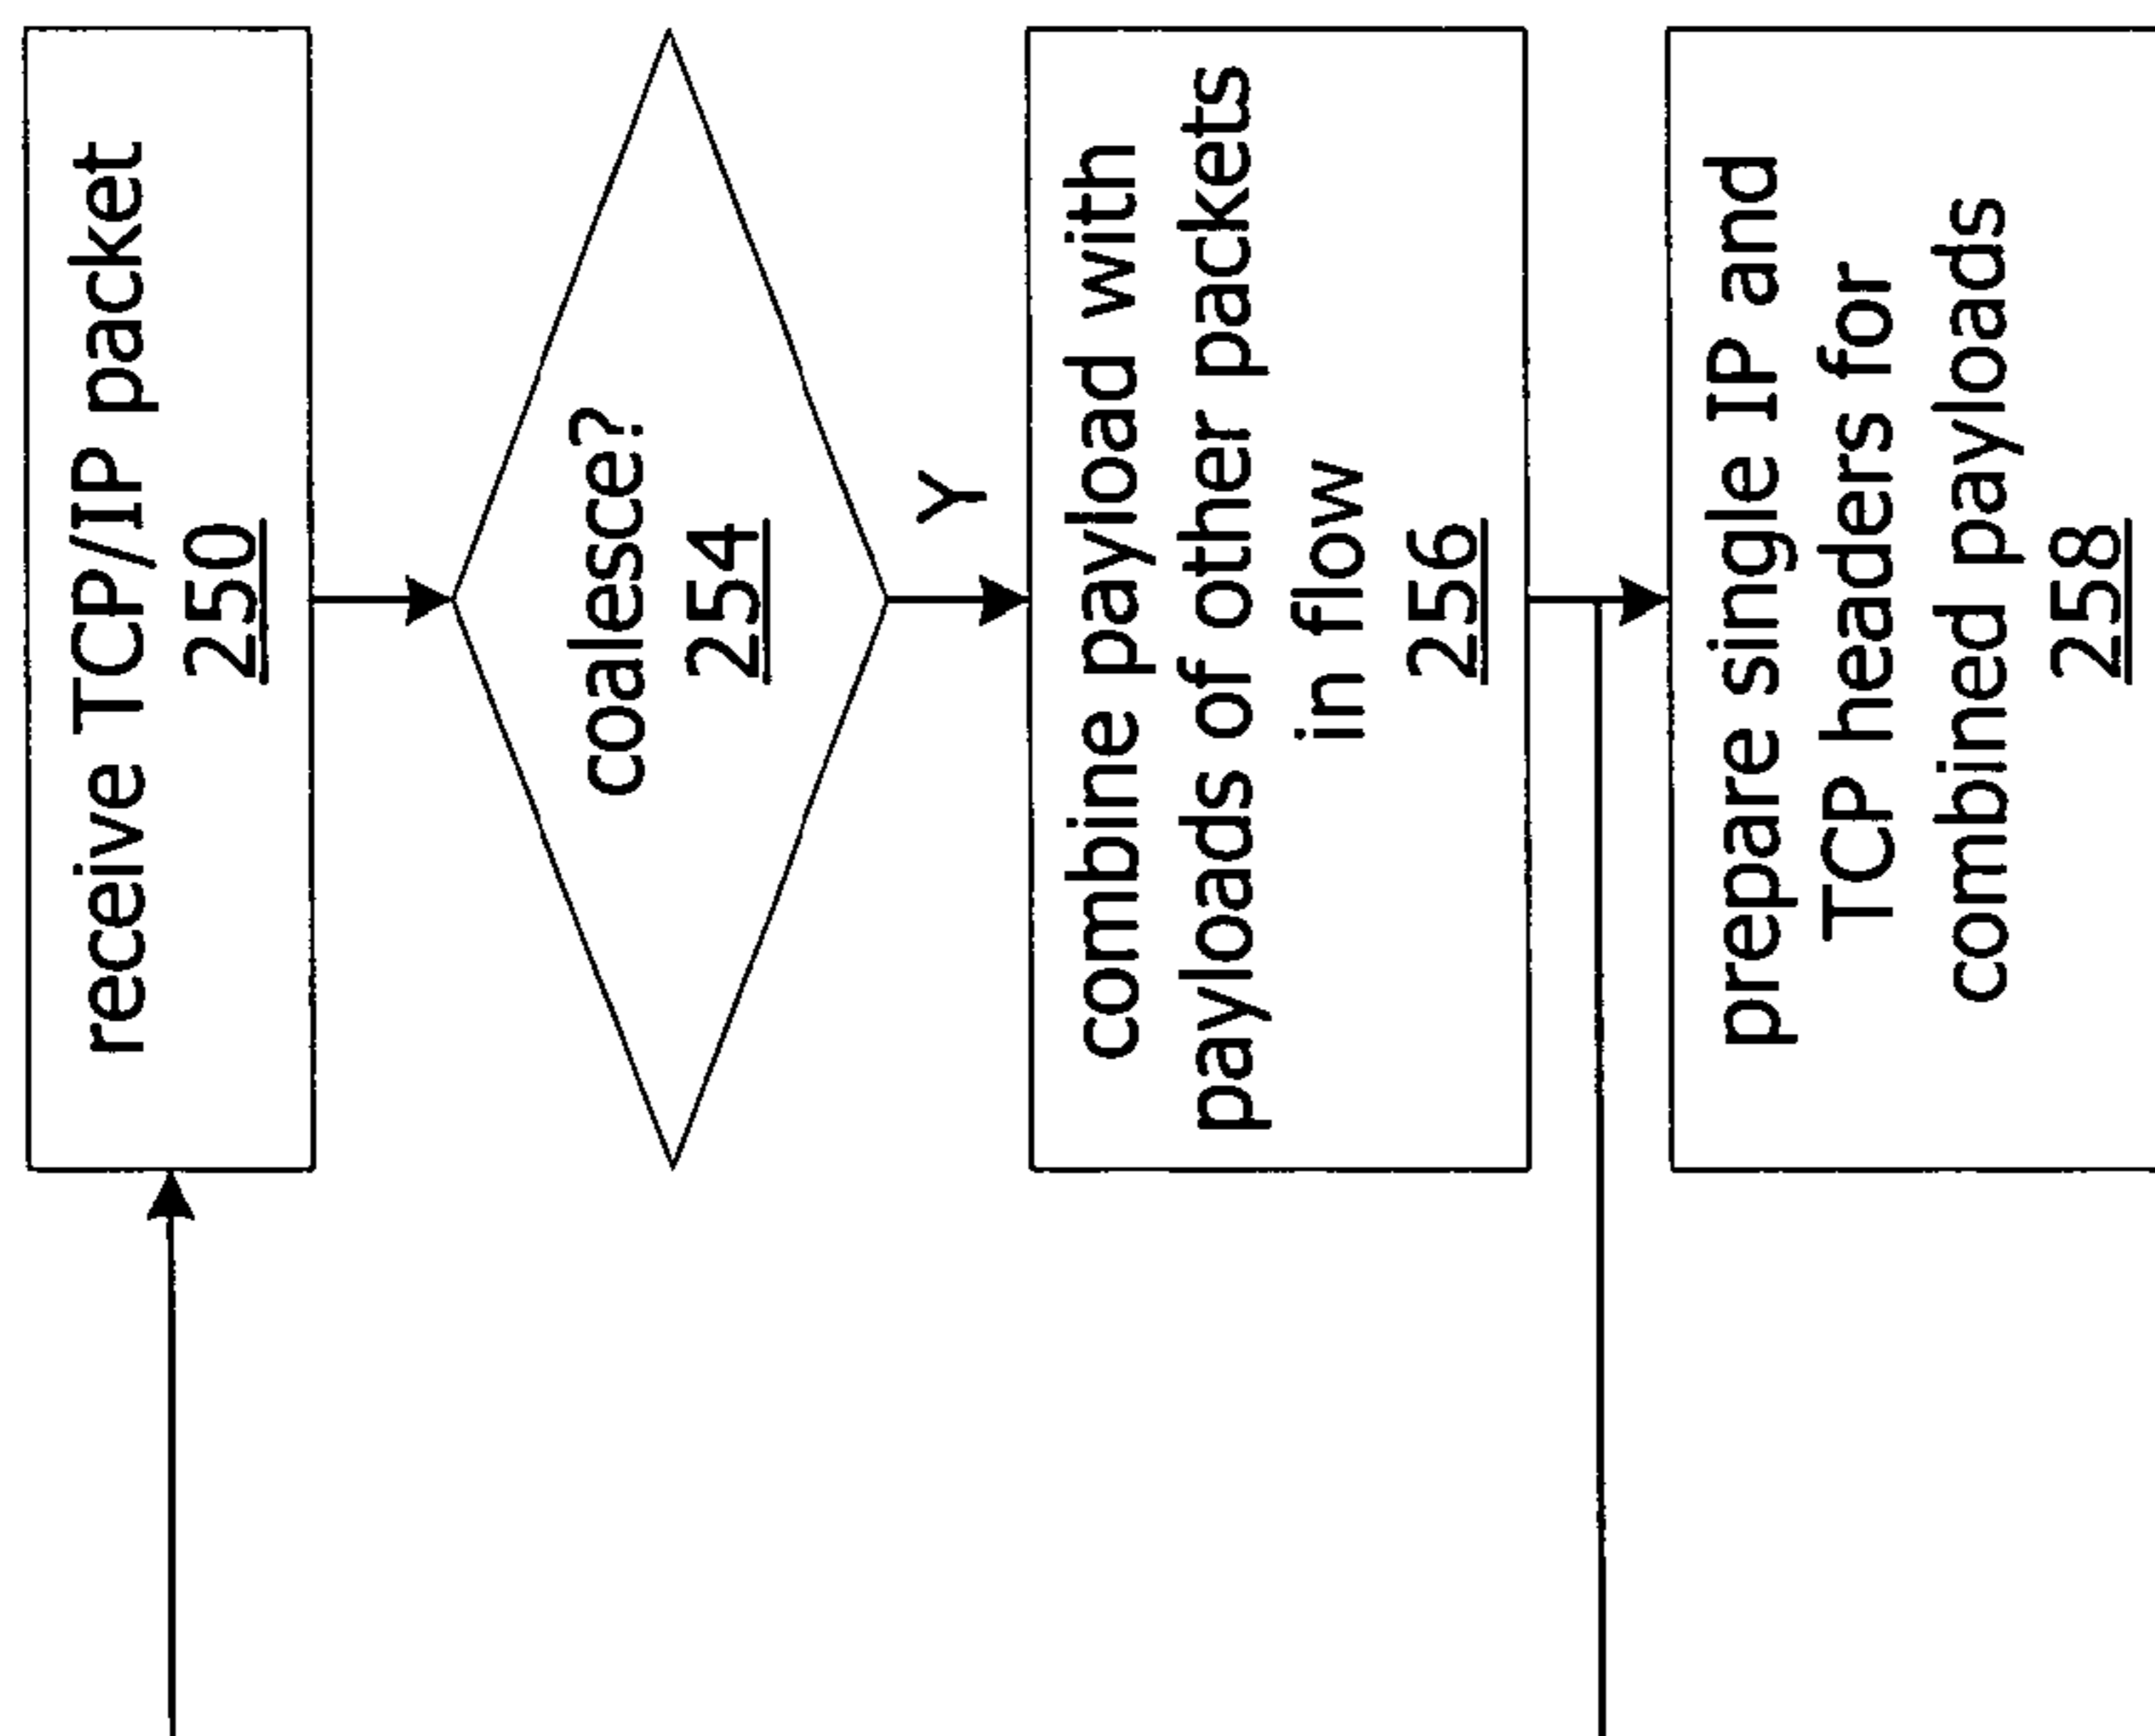 receive TCP/IP packet
250
coalesce?
254
Y
combine payload with
payloads of other packets
in flow
256
prepare single IP and
TCP headers for
combined payloads
258